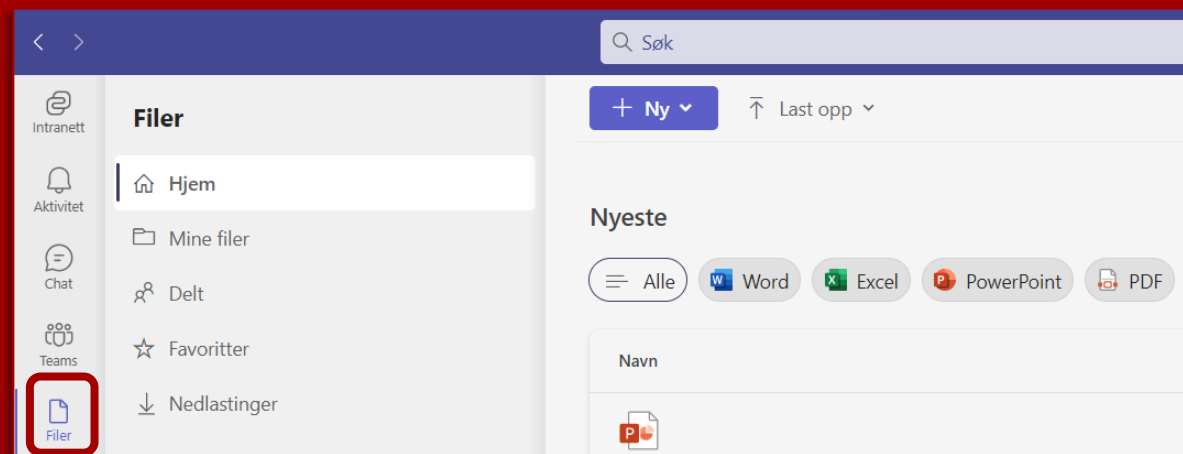 Søk
Intranett
Aktivitet
Chat
Teams
Filer
Filer
Hjem
Mine filer
Delt
Favoritter
Nedlastinger
Ny
Last opp
Nyeste
Alle Word Excel PowerPoint PDF
Navn